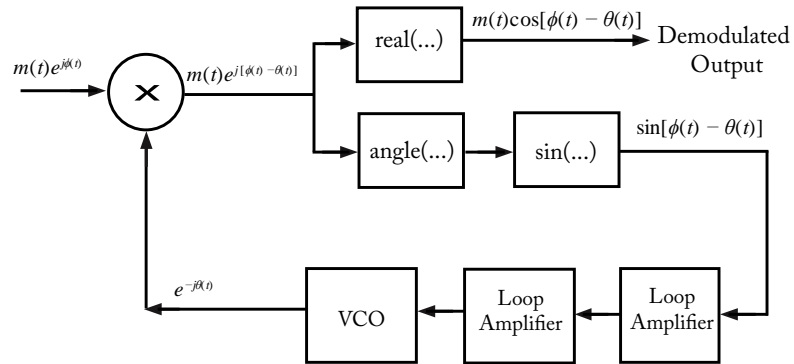 m(t)e^{jϕ(t)}
×
m(t)e^{j[ϕ(t) − θ(t)]}
real(...)
m(t)cos[ϕ(t) − θ(t)]
Demodulated
Output
angle(...)
sin(...)
sin[ϕ(t) − θ(t)]
e^{−jθ(t)}
VCO
Loop
Amplifier
Loop
Amplifier